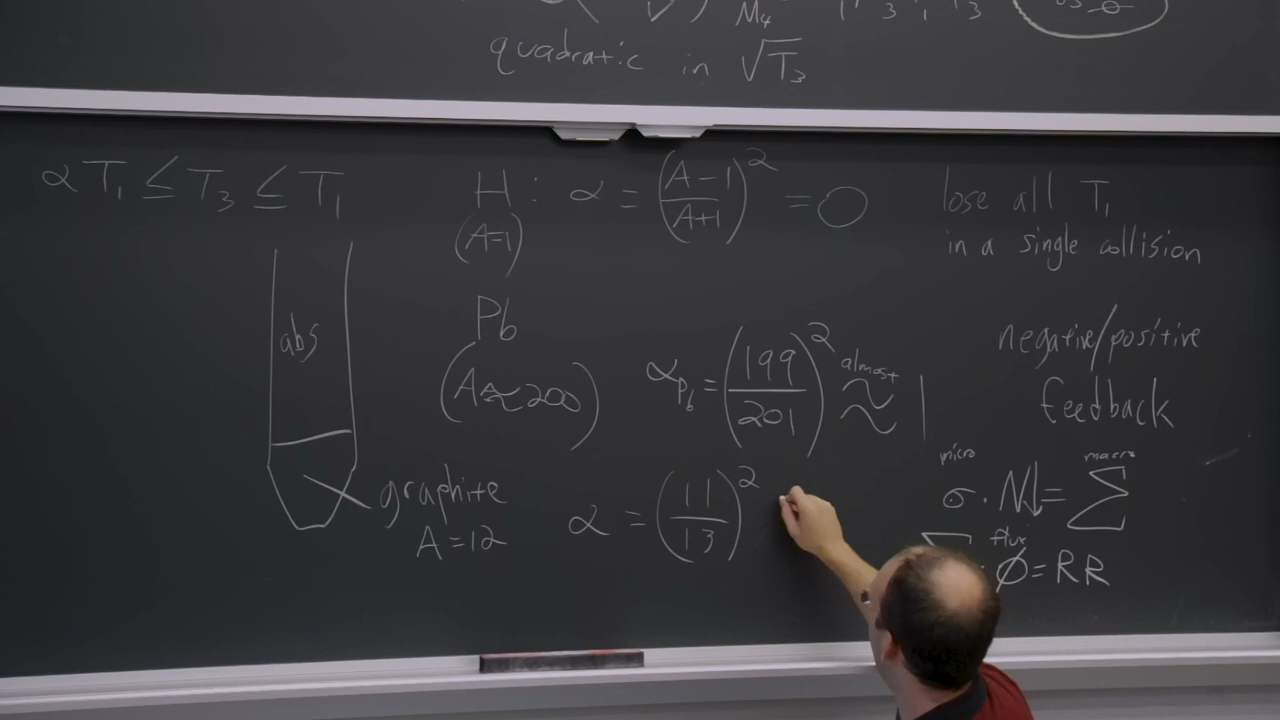 M₄
quadratic in √T₃
αT₁ ≤ T₃ ≤ T₁
H: α = (A-1/A+1)² = 0
(A=1)
lose all T₁
in a single collision
abs
Pb
(A≈200)
α_Pb = (199/201)² almost ≈ 1
negative/positive
feedback
graphite
A=12
α = (11/13)²
micro macro
σ · N↓ = Σ
flux
· φ = RR